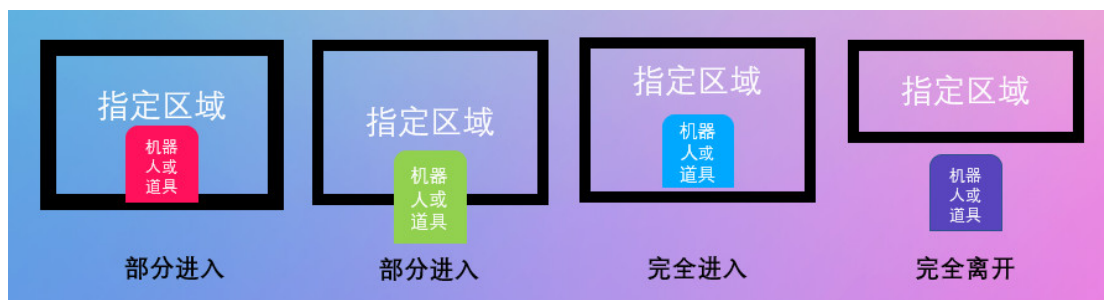 指定区域
机器
人或
道具
部分进入
指定区域
机器
人或
道具
部分进入
指定区域
机器
人或
道具
完全进入
指定区域
机器
人或
道具
完全离开